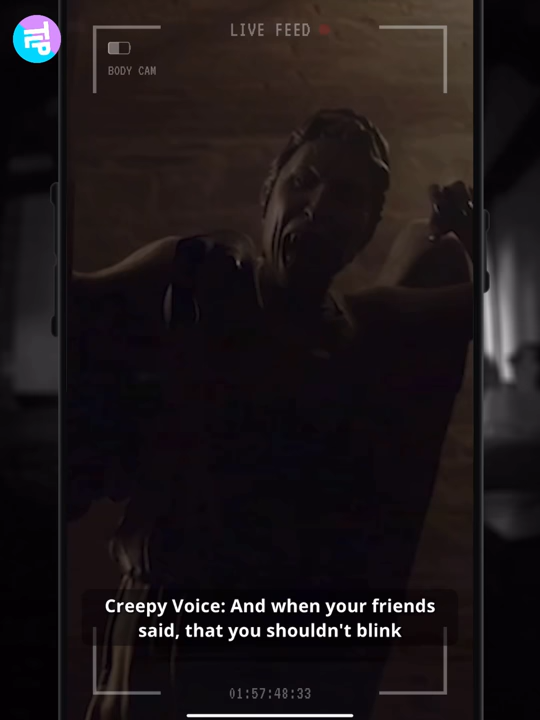 TLP
LIVE FEED
BODY CAM
Creepy Voice: And when your friends
said, that you shouldn't blink
01:57:48:33